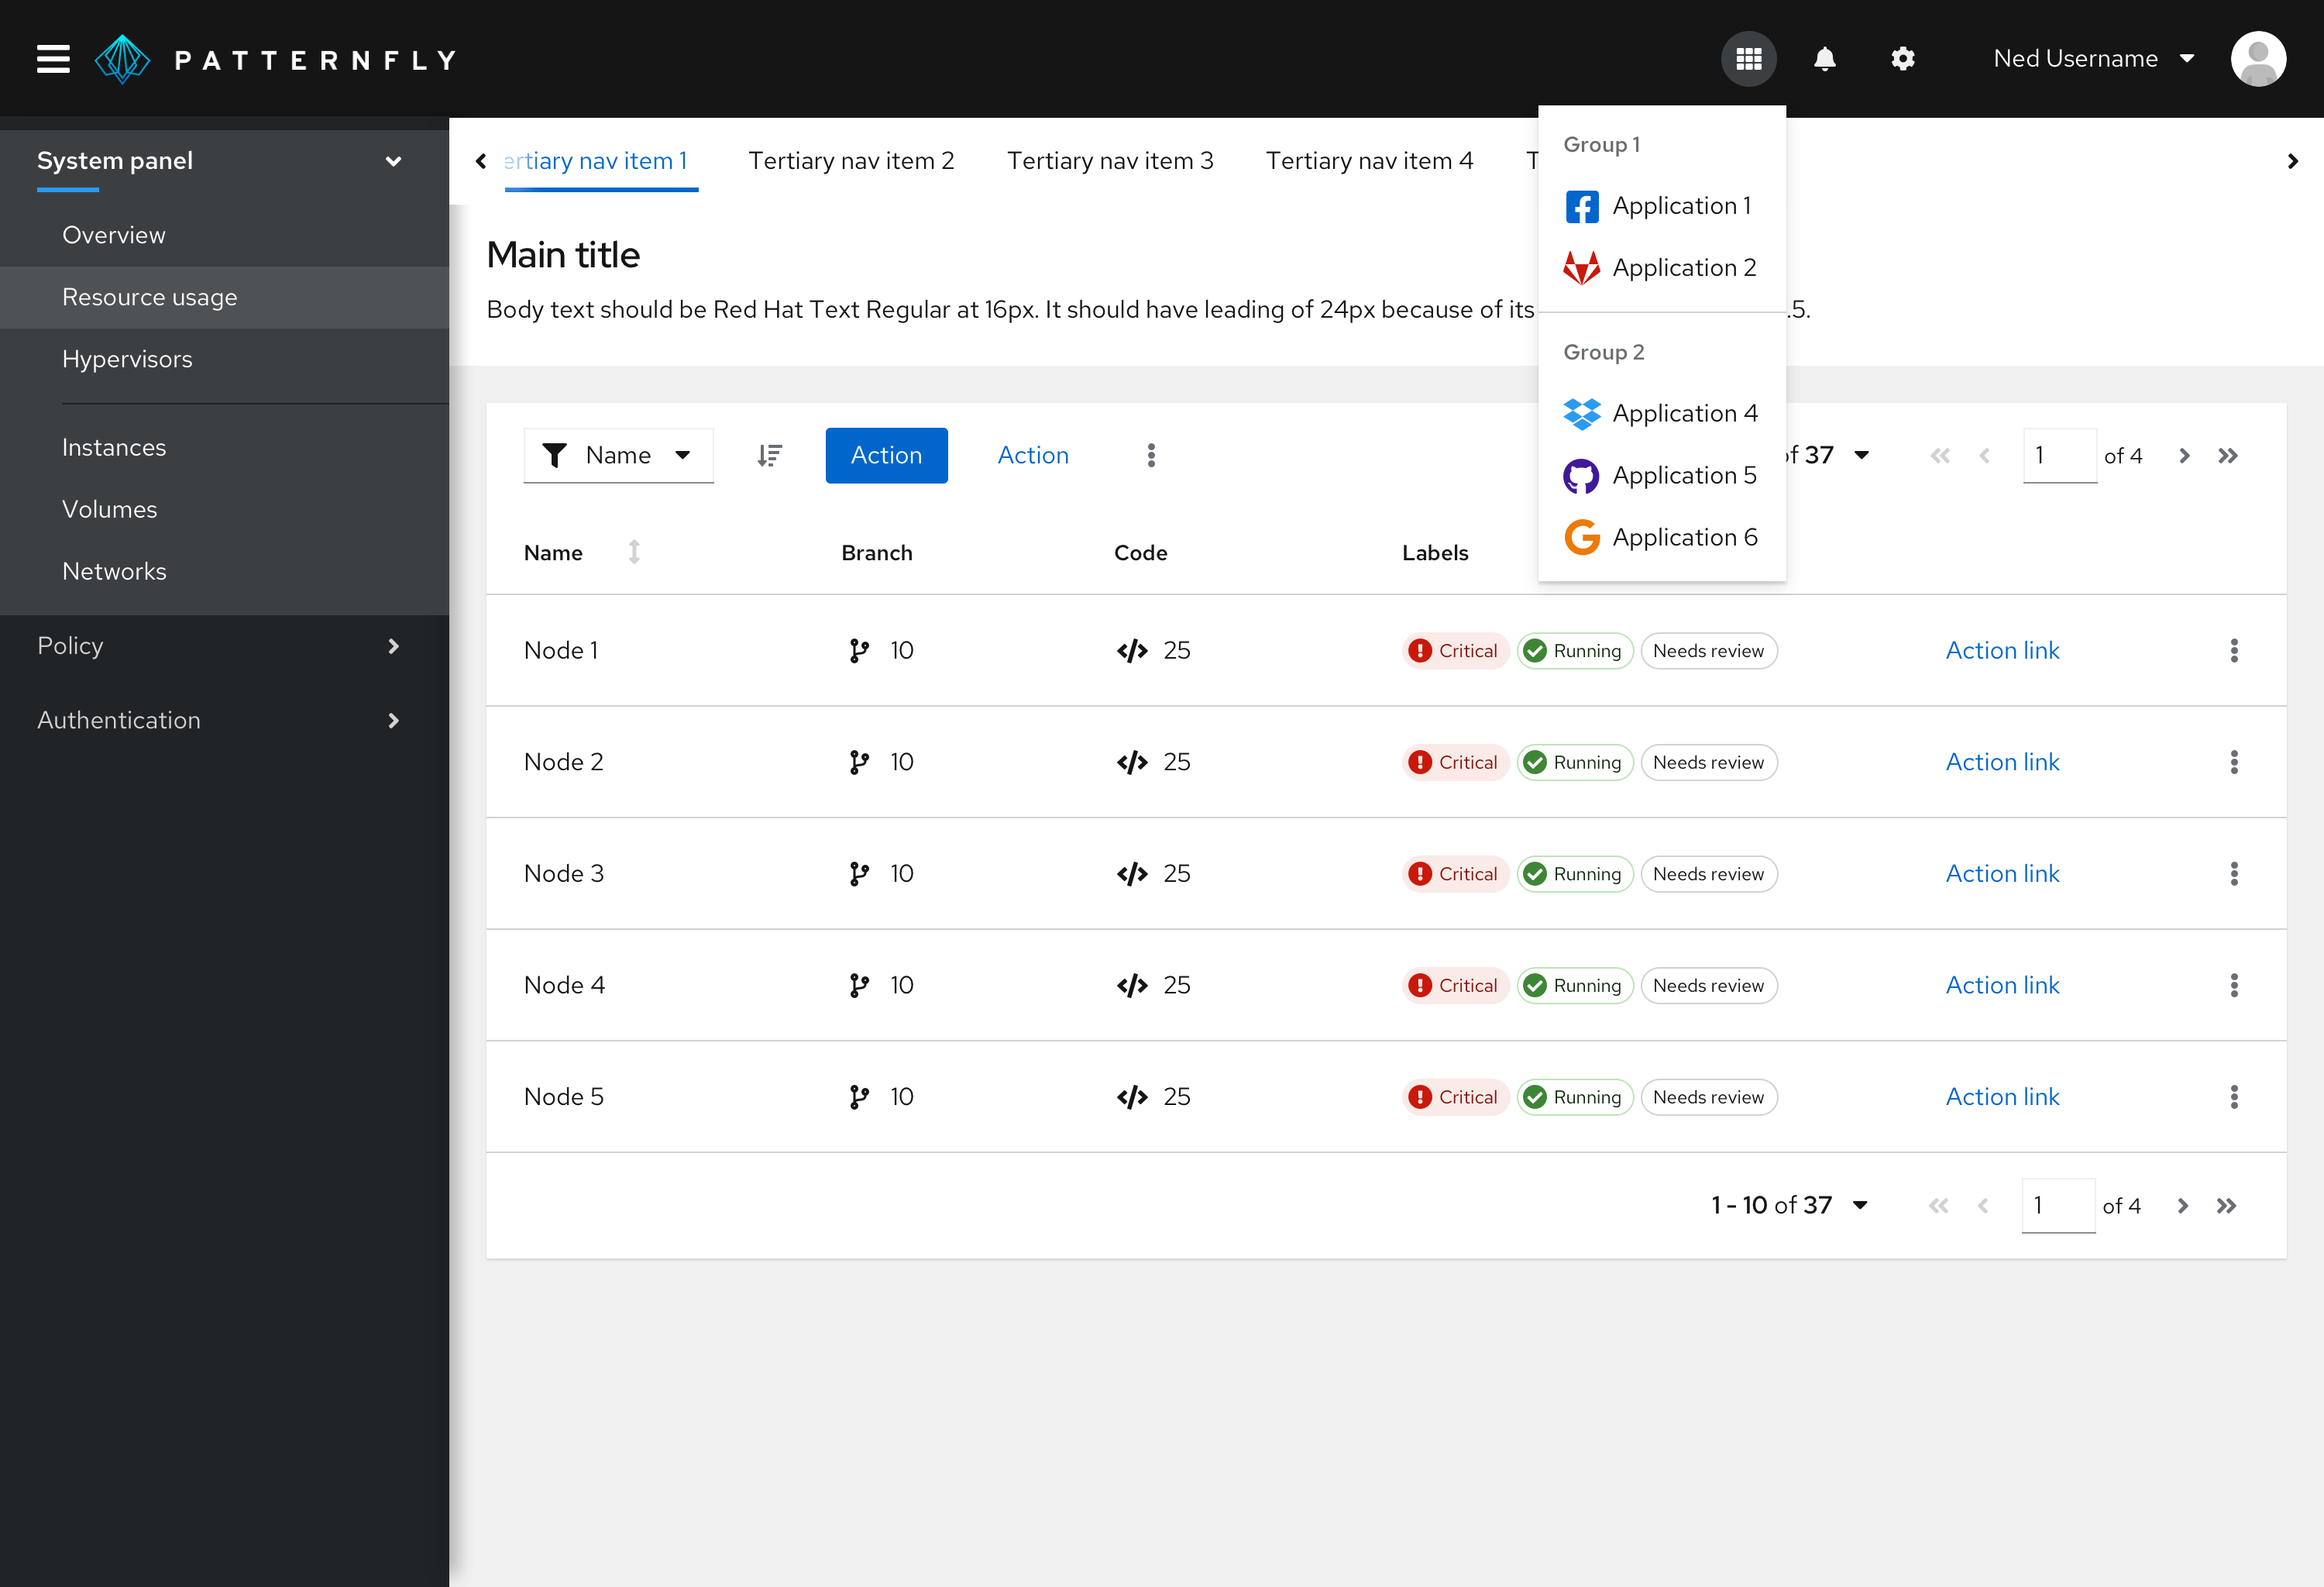 PATTERNFLY
Ned Username
System panel
Overview
Resource usage
Hypervisors
Instances
Volumes
Networks
Policy
Authentication
ertiary nav item 1
Tertiary nav item 2
Tertiary nav item 3
Tertiary nav item 4
T
Main title
Body text should be Red Hat Text Regular at 16px. It should have leading of 24px because of its
.5.
Group 1
Application 1
Application 2
Group 2
Application 4
Application 5
Application 6
Name
Action
Action
of 37
1 of 4
Name Branch Code Labels
Node 1 10 25 Critical Running Needs review Action link
Node 2 10 25 Critical Running Needs review Action link
Node 3 10 25 Critical Running Needs review Action link
Node 4 10 25 Critical Running Needs review Action link
Node 5 10 25 Critical Running Needs review Action link
1 - 10 of 37 1 of 4